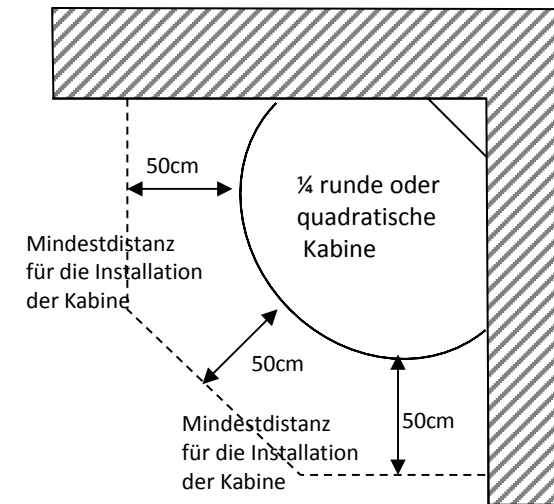 50cm
¼ runde oder
quadratische
Kabine
Mindestdistanz
für die Installation
der Kabine
50cm
Mindestdistanz
für die Installation
der Kabine
50cm